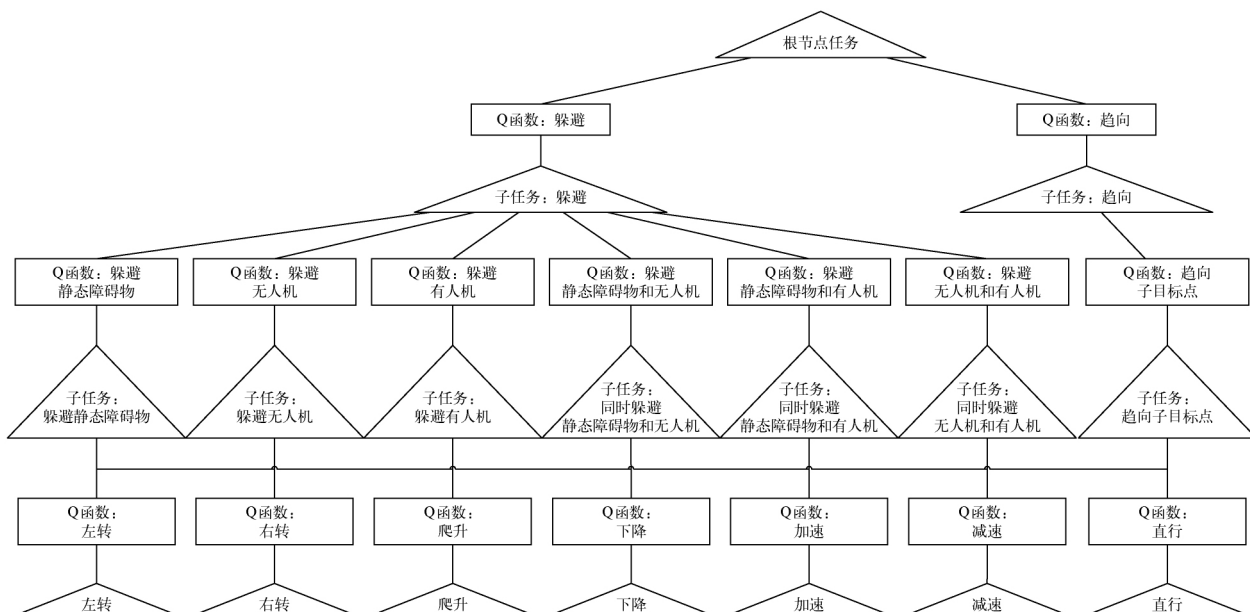 根节点任务
Q函数：躲避
Q函数：趋向
子任务：躲避
子任务：趋向
Q函数：躲避
静态障碍物
Q函数：躲避
无人机
Q函数：躲避
有人机
Q函数：躲避
静态障碍物和无人机
Q函数：躲避
静态障碍物和有人机
Q函数：躲避
无人机和有人机
Q函数：趋向
子目标点
子任务：
躲避静态障碍物
子任务：
躲避无人机
子任务：
躲避有人机
子任务：
同时躲避
静态障碍物和无人机
子任务：
同时躲避
静态障碍物和有人机
子任务：
同时躲避
无人机和有人机
子任务：
趋向子目标点
Q函数：
左转
Q函数：
右转
Q函数：
爬升
Q函数：
下降
Q函数：
加速
Q函数：
减速
Q函数：
直行
左转
右转
爬升
下降
加速
减速
直行